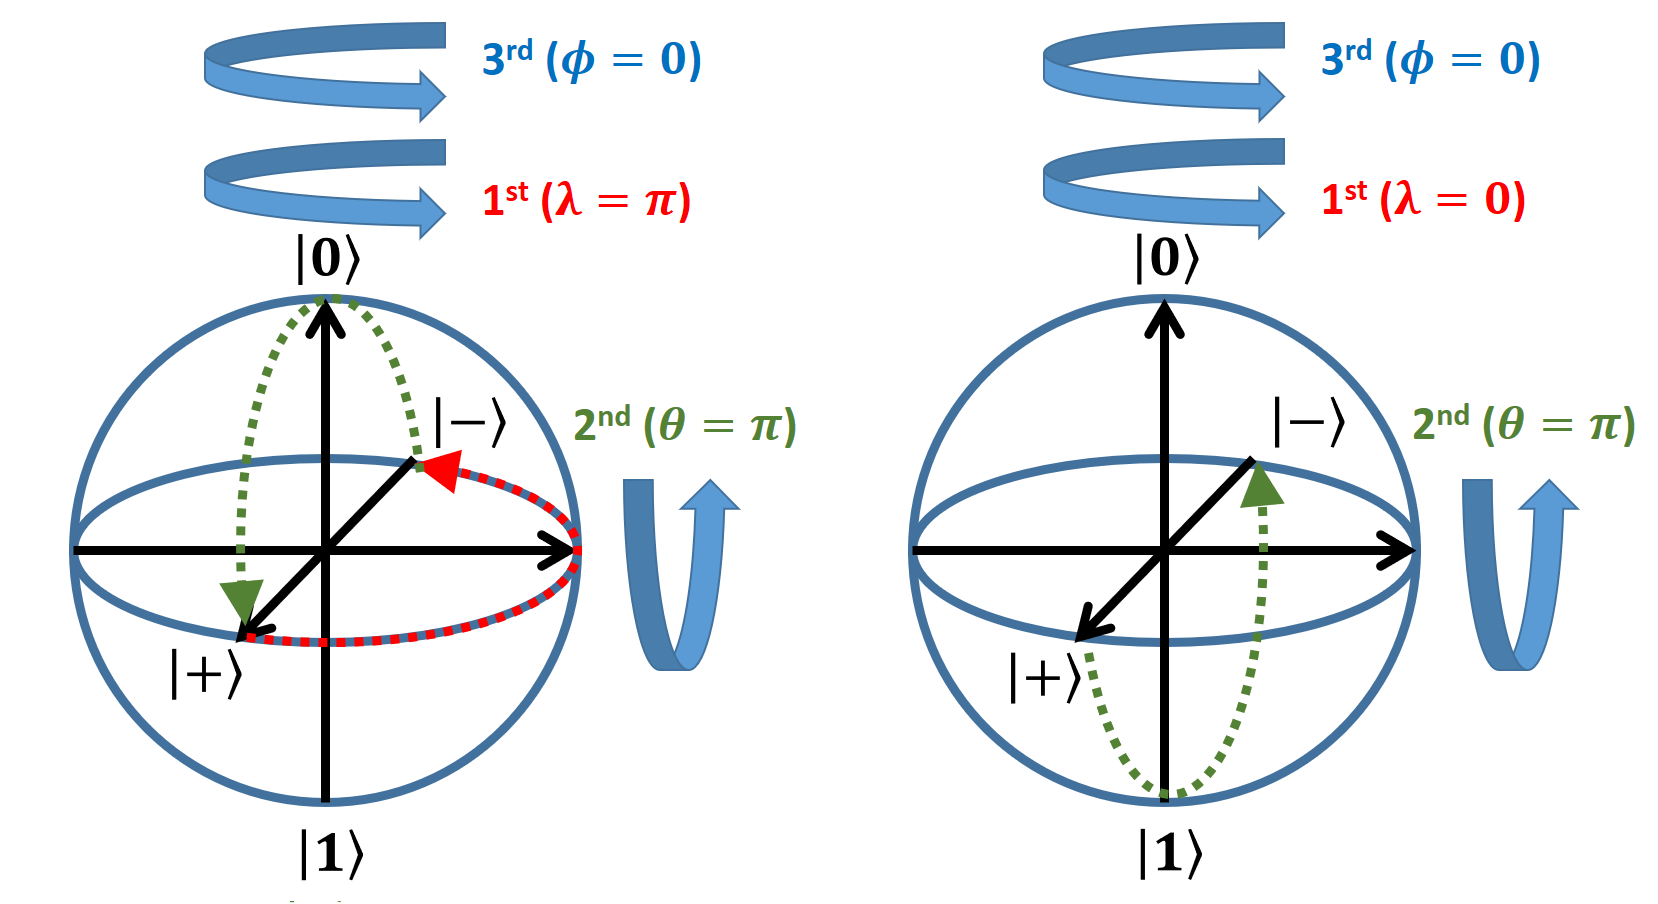 3rd (ϕ = 0)
1st (λ = π)
|0⟩
|−⟩
2nd (θ = π)
|+⟩
|1⟩
3rd (ϕ = 0)
1st (λ = 0)
|0⟩
|−⟩
2nd (θ = π)
|+⟩
|1⟩